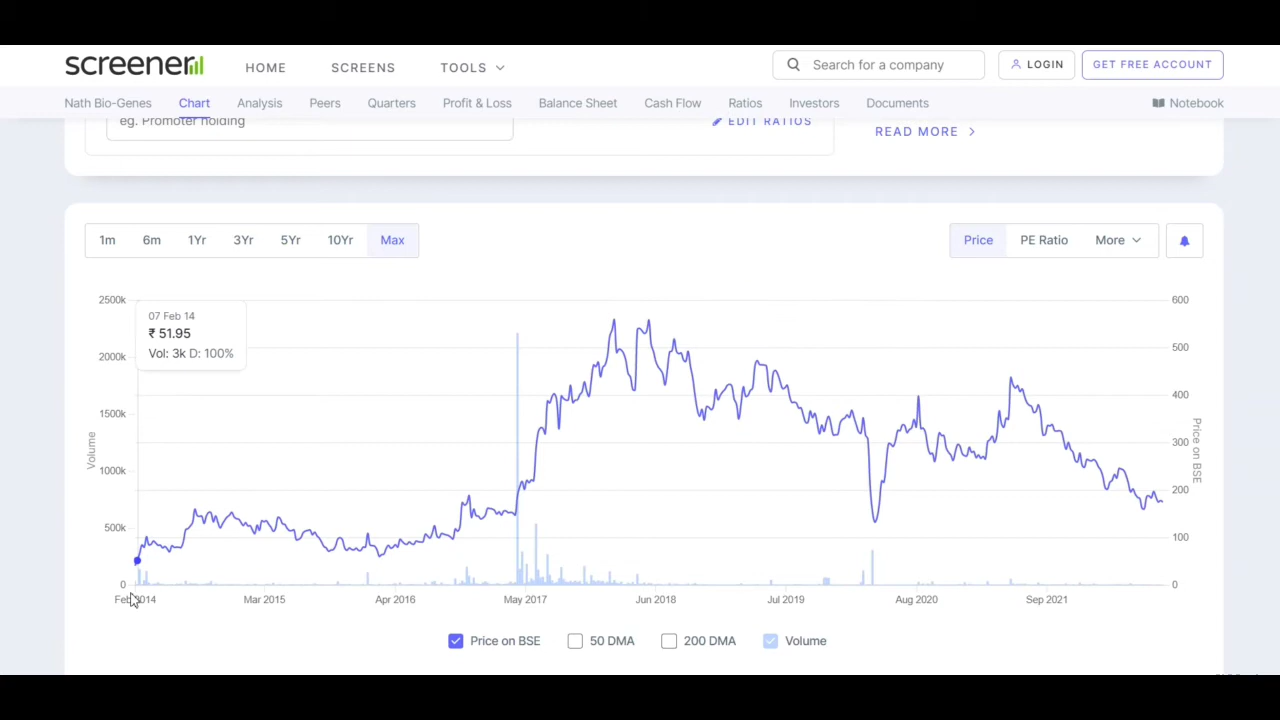 screener HOME SCREENS TOOLS Search for a company LOGIN GET FREE ACCOUNT
Nath Bio-Genes Chart Analysis Peers Quarters Profit & Loss Balance Sheet Cash Flow Ratios Investors Documents Notebook
eg. Promoter holding EDIT RATIOS
READ MORE
1m 6m 1Yr 3Yr 5Yr 10Yr Max Price PE Ratio More
2500k 600
07 Feb 14
₹ 51.95
Vol: 3k D: 100%
500
2000k
400
1500k
300
Volume
Price on BSE
1000k
200
500k
100
0 0
Feb 2014 Mar 2015 Apr 2016 May 2017 Jun 2018 Jul 2019 Aug 2020 Sep 2021
Price on BSE 50 DMA 200 DMA Volume